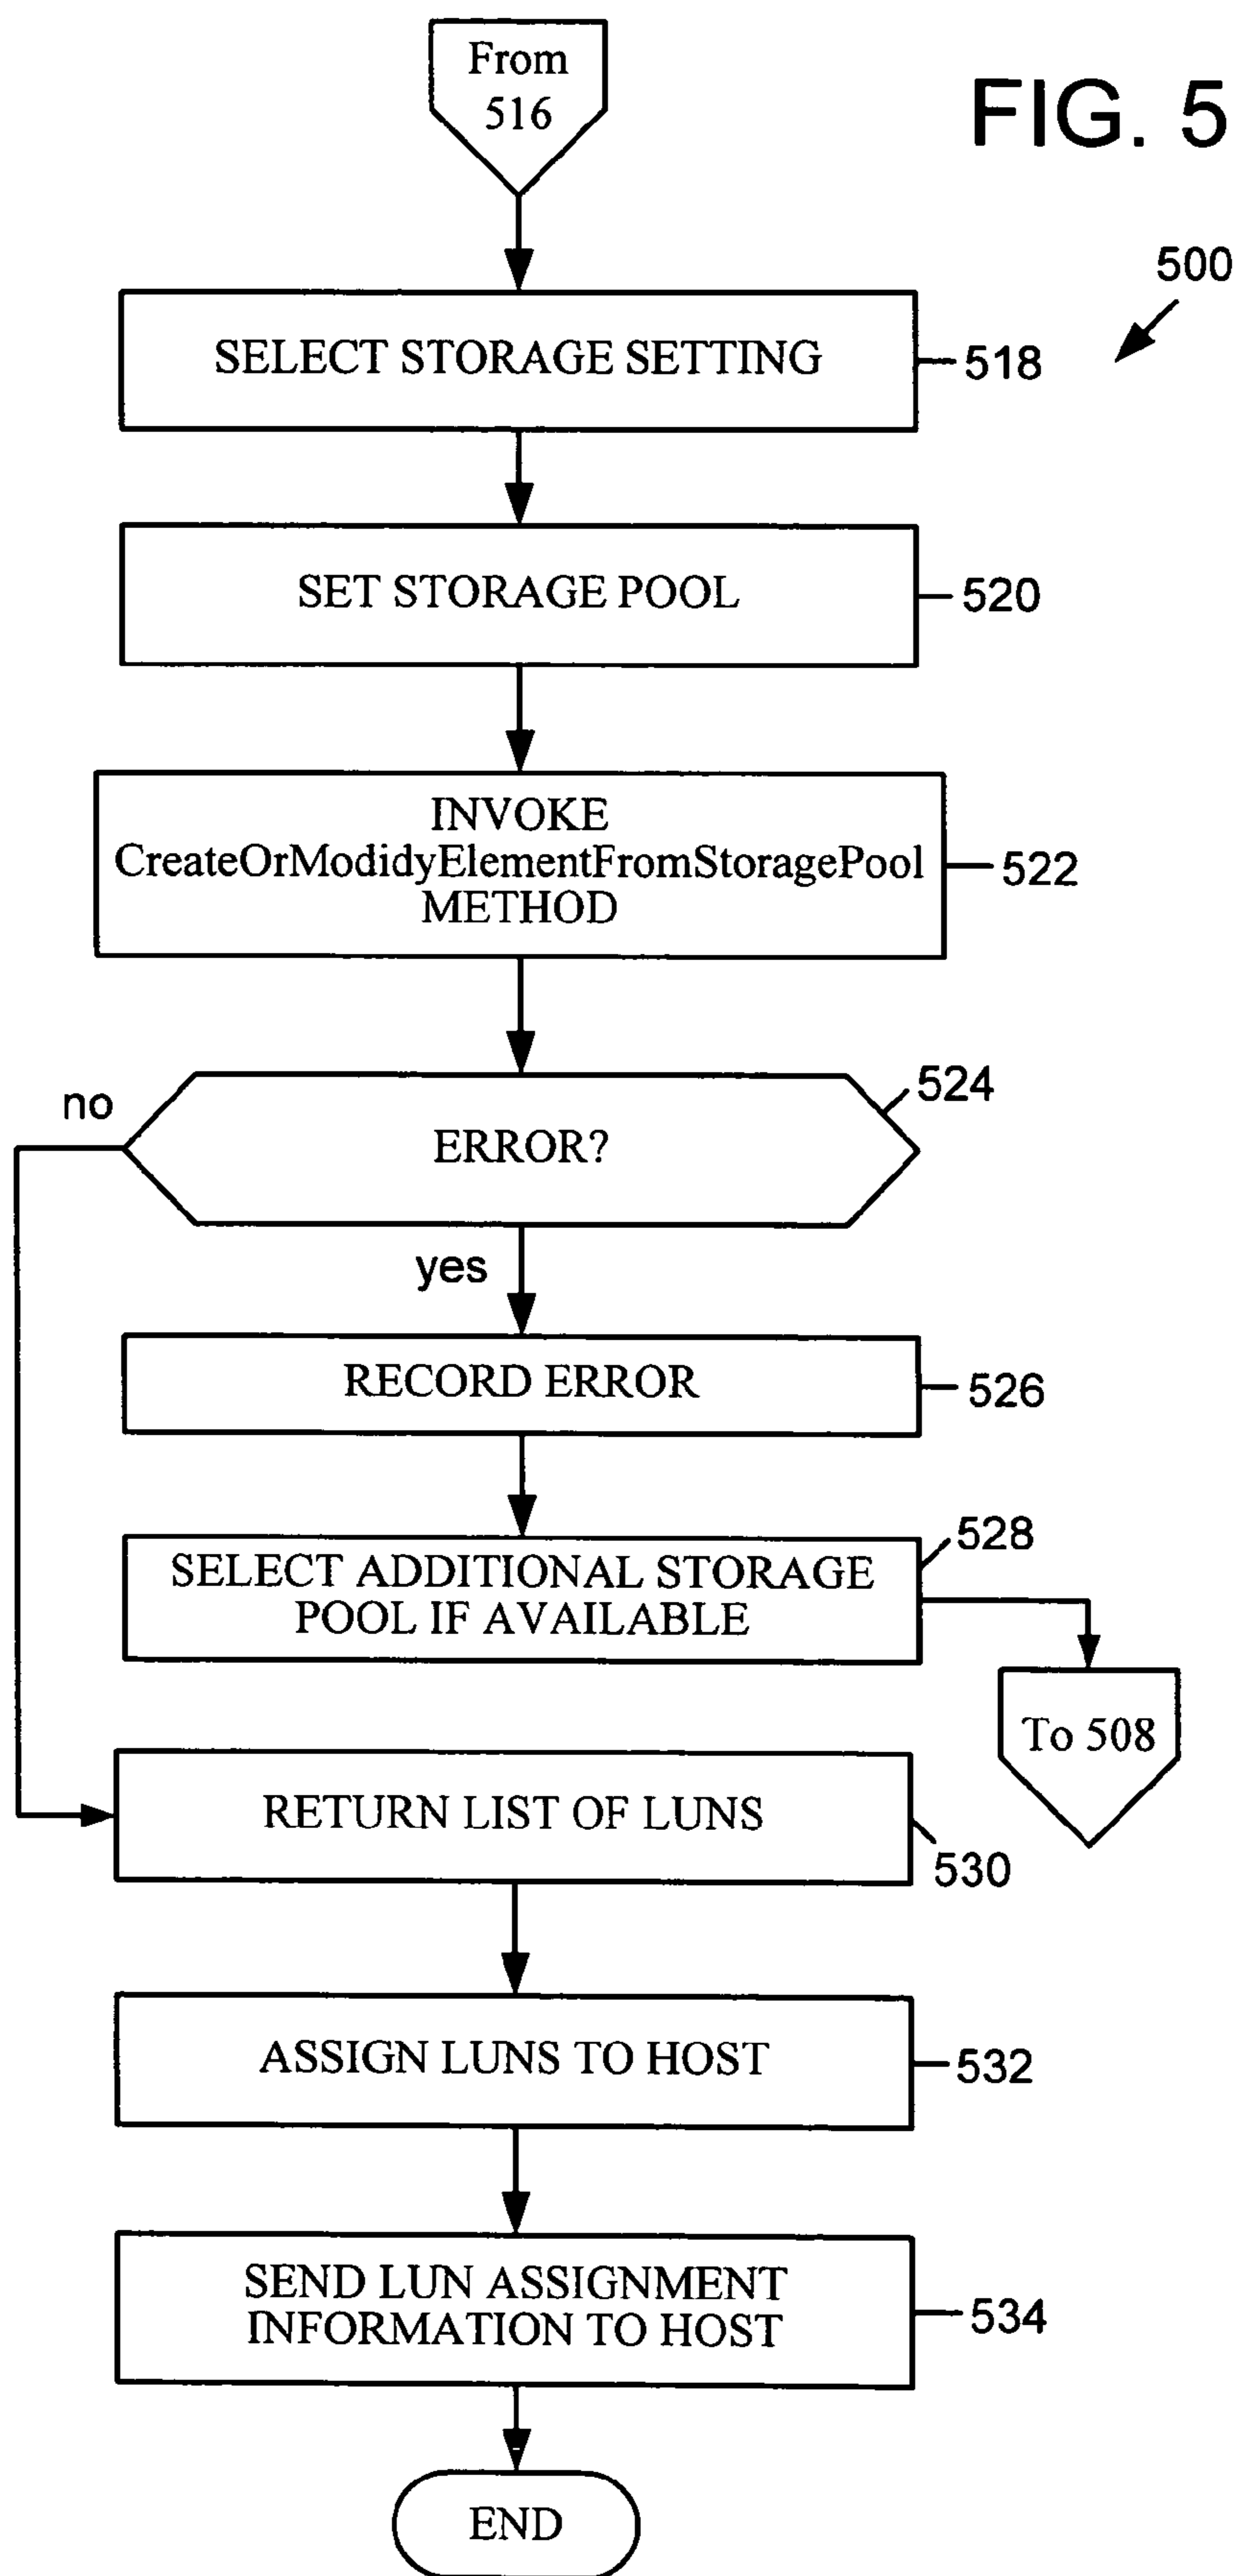 From
516
FIG. 5
500
SELECT STORAGE SETTING
518
SET STORAGE POOL
520
INVOKE
CreateOrModidyElementFromStoragePool
METHOD
522
524
no
ERROR?
yes
RECORD ERROR
526
528
SELECT ADDITIONAL STORAGE
POOL IF AVAILABLE
To 508
RETURN LIST OF LUNS
530
ASSIGN LUNS TO HOST
532
SEND LUN ASSIGNMENT
INFORMATION TO HOST
534
END